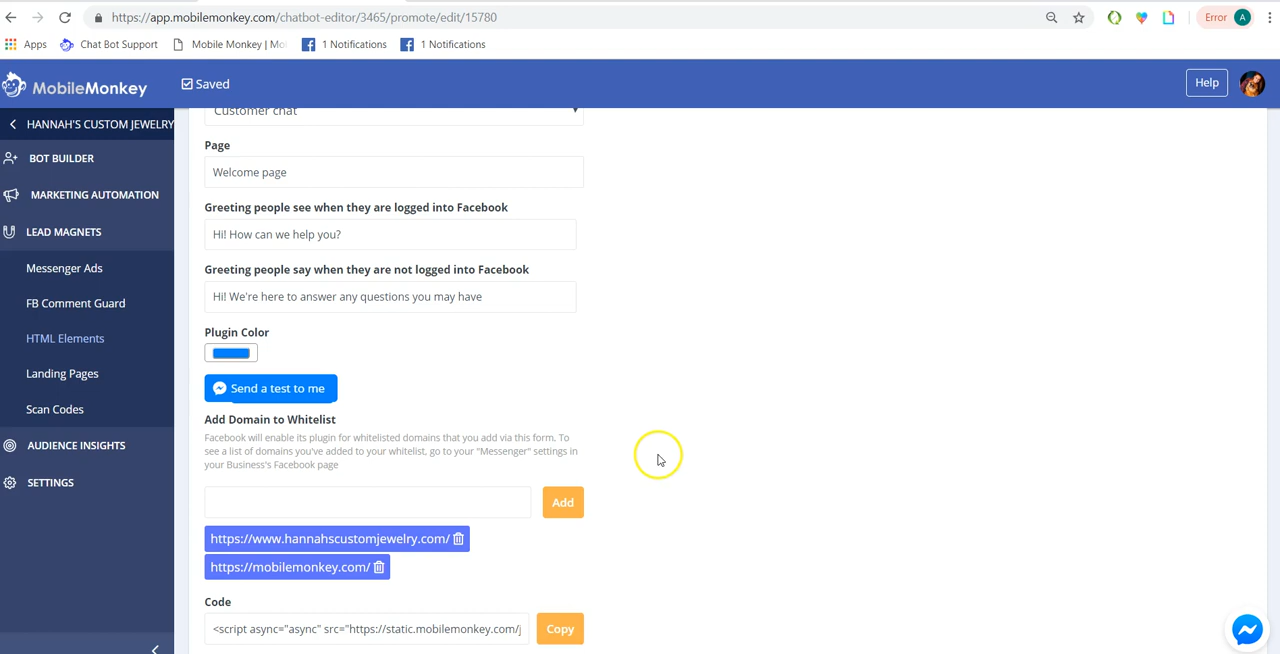 https://app.mobilemonkey.com/chatbot-editor/3465/promote/edit/15780
Error
A
Apps
Chat Bot Support
Mobile Monkey | Mo
1 Notifications
1 Notifications
MobileMonkey
Saved
Help
HANNAH'S CUSTOM JEWELRY
BOT BUILDER
MARKETING AUTOMATION
LEAD MAGNETS
Messenger Ads
FB Comment Guard
HTML Elements
Landing Pages
Scan Codes
AUDIENCE INSIGHTS
SETTINGS
Customer chat
Page
Welcome page
Greeting people see when they are logged into Facebook
Hi! How can we help you?
Greeting people say when they are not logged into Facebook
Hi! We're here to answer any questions you may have
Plugin Color
Send a test to me
Add Domain to Whitelist
Facebook will enable its plugin for whitelisted domains that you add via this form. To
see a list of domains you've added to your whitelist, go to your "Messenger" settings in
your Business's Facebook page
Add
https://www.hannahscustomjewelry.com/
https://mobilemonkey.com/
Code
<script async="async" src="https://static.mobilemonkey.com/j
Copy